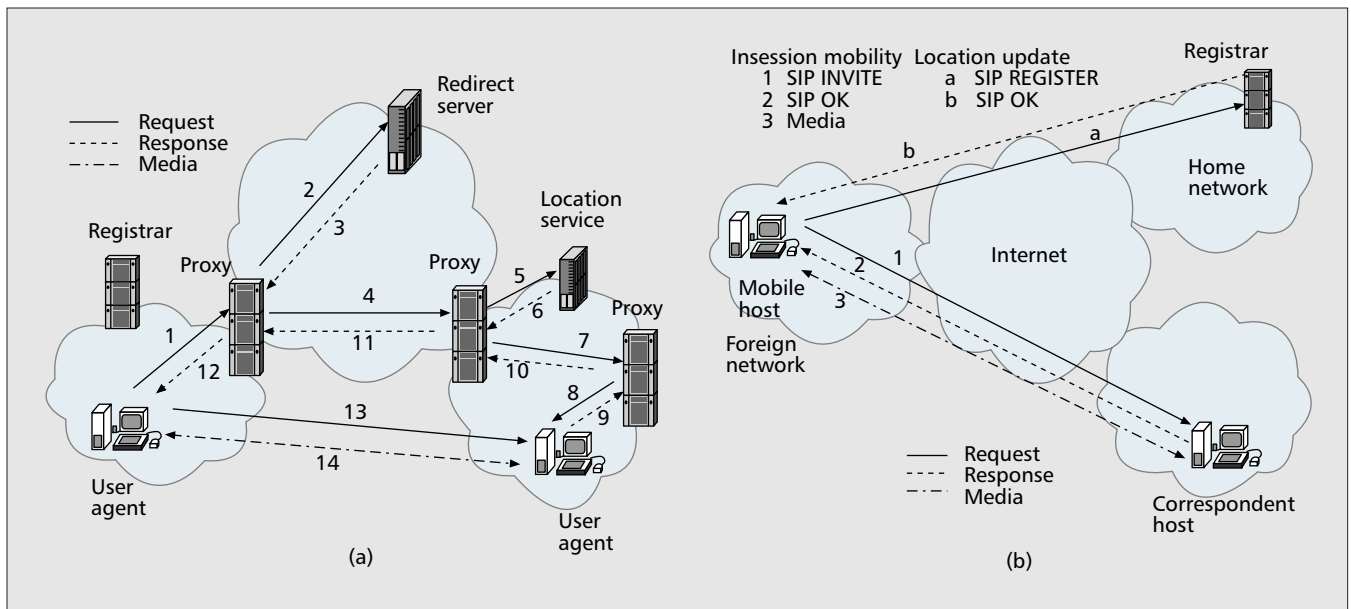 Redirect
server
Request
Response
Media
2
3
Location
service
Registrar
Proxy
Proxy
5
4
6
Proxy
1
7
11
10
12
8
13
9
14
User
agent
User
agent
(a)
Insession mobility Location update
1 SIP INVITE a SIP REGISTER
2 SIP OK b SIP OK
3 Media
Registrar
a
b
Home
network
Internet
1
2
Mobile
host
3
Foreign
network
Request
Response
Media
Correspondent
host
(b)